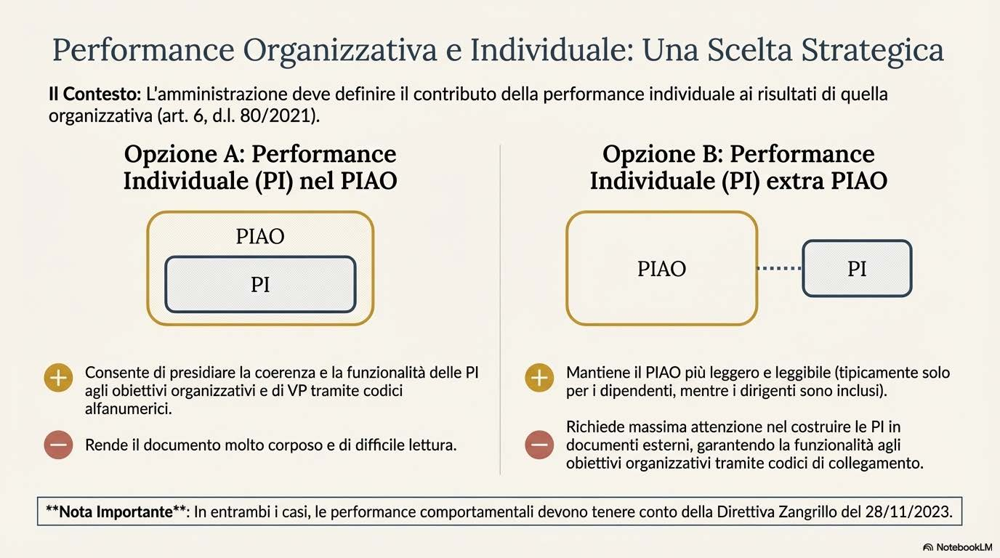 Performance Organizzativa e Individuale: Una Scelta Strategica
Il Contesto: L'amministrazione deve definire il contributo della performance individuale ai risultati di quella
organizzativa (art. 6, d.l. 80/2021).
Opzione A: Performance
Individuale (PI) nel PIAO
PIAO
PI
Consente di presidiare la coerenza e la funzionalità delle PI
agli obiettivi organizzativi e di VP tramite codici
alfanumerici.
Rende il documento molto corposo e di difficile lettura.
Opzione B: Performance
Individuale (PI) extra PIAO
PIAO
PI
Mantiene il PIAO più leggero e leggibile (tipicamente solo
per i dipendenti, mentre i dirigenti sono inclusi).
Richiede massima attenzione nel costruire le PI in
documenti esterni, garantendo la funzionalità agli
obiettivi organizzativi tramite codici di collegamento.
**Nota Importante**: In entrambi i casi, le performance comportamentali devono tenere conto della Direttiva Zangrillo del 28/11/2023.
NotebookLM